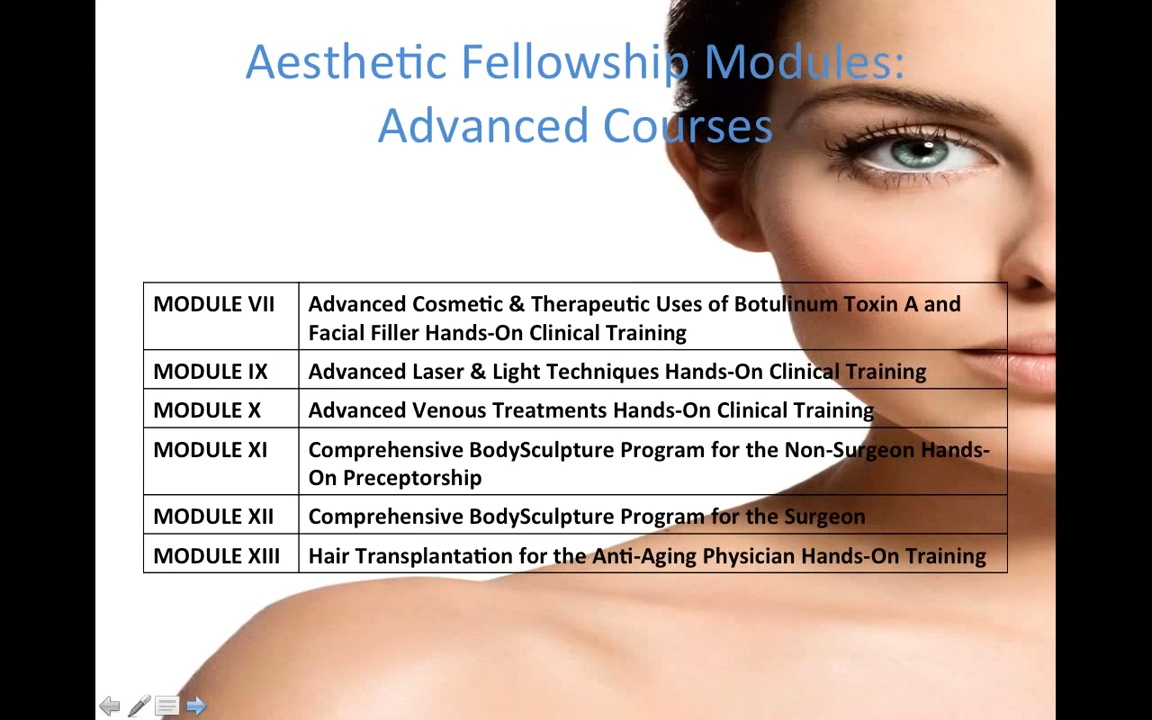 Aesthetic Fellowship Modules:
Advanced Courses
MODULE VII Advanced Cosmetic & Therapeutic Uses of Botulinum Toxin A and
Facial Filler Hands-On Clinical Training
MODULE IX Advanced Laser & Light Techniques Hands-On Clinical Training
MODULE X Advanced Venous Treatments Hands-On Clinical Training
MODULE XI Comprehensive BodySculpture Program for the Non-Surgeon Hands-
On Preceptorship
MODULE XII Comprehensive BodySculpture Program for the Surgeon
MODULE XIII Hair Transplantation for the Anti-Aging Physician Hands-On Training